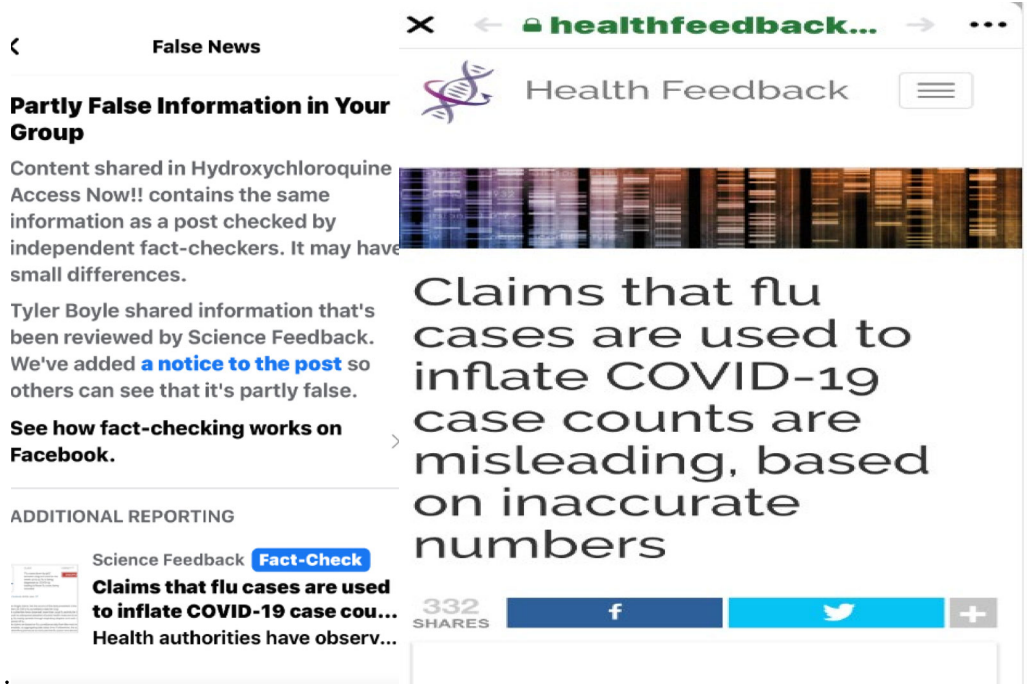 False News
Partly False Information in Your
Group
Content shared in Hydroxychloroquine
Access Now!! contains the same
information as a post checked by
independent fact-checkers. It may have
small differences.
Tyler Boyle shared information that's
been reviewed by Science Feedback.
We've added a notice to the post so
others can see that it's partly false.
See how fact-checking works on
Facebook.
ADDITIONAL REPORTING
Science Feedback Fact-Check
Claims that flu cases are used
to inflate COVID-19 case cou...
Health authorities have observ...
healthfeedback...
Health Feedback
Claims that flu
cases are used to
inflate COVID-19
case counts are
misleading, based
on inaccurate
numbers
332
SHARES